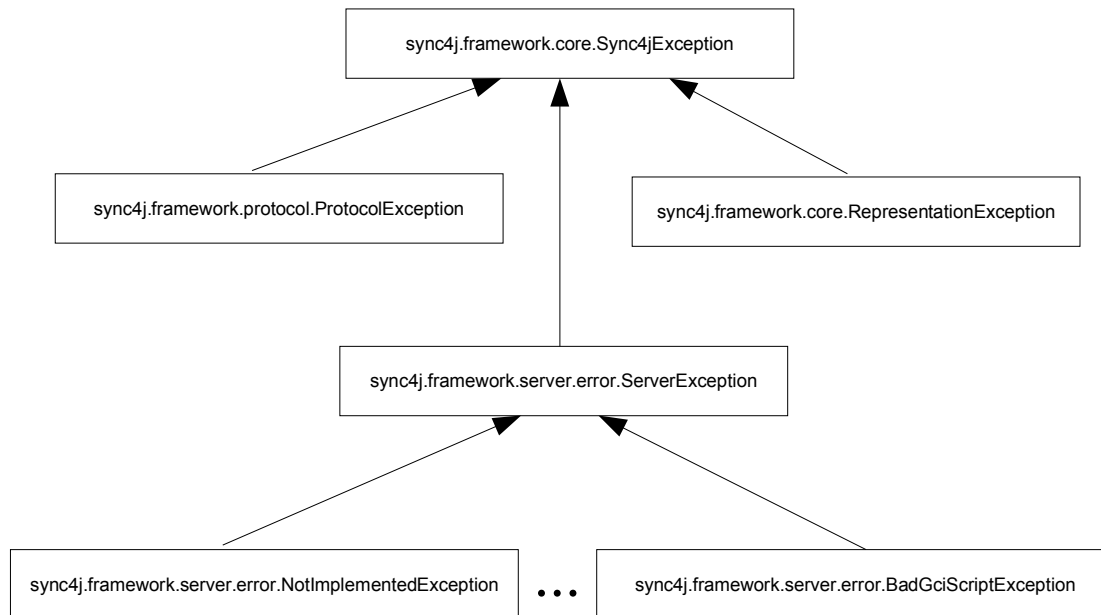 sync4j.framework.core.Sync4jException
sync4j.framework.protocol.ProtocolException
sync4j.framework.core.RepresentationException
sync4j.framework.server.error.ServerException
sync4j.framework.server.error.NotImplementedException
...
sync4j.framework.server.error.BadGciScriptException